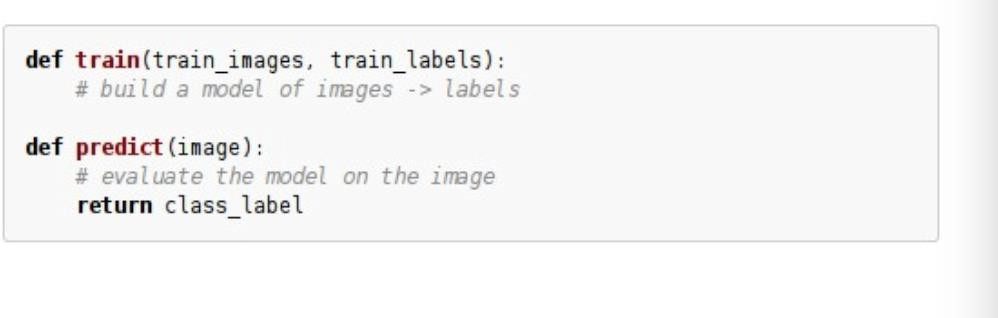 def train(train_images, train_labels):
    # build a model of images -> labels

def predict(image):
    # evaluate the model on the image
    return class_label